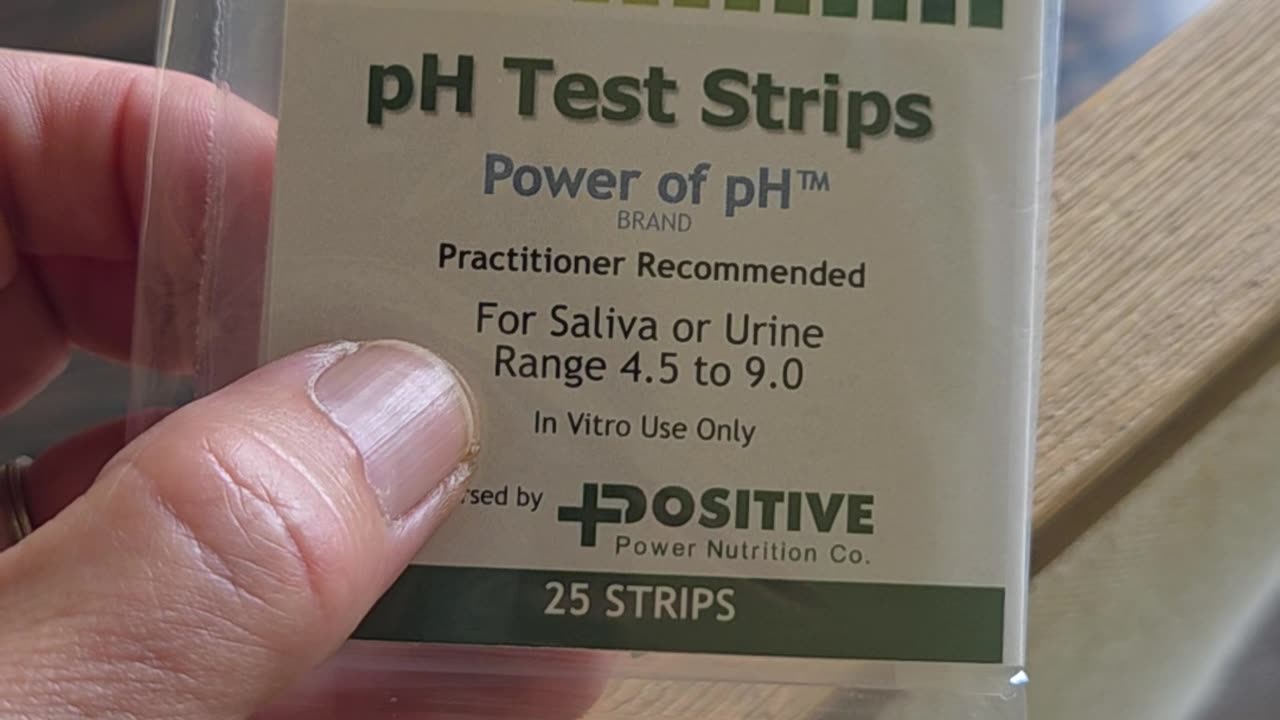 pH Test Strips
Power of pH™
BRAND
Practitioner Recommended
For Saliva or Urine
Range 4.5 to 9.0
In Vitro Use Only
by
POSITIVE
Power Nutrition Co.
25 STRIPS